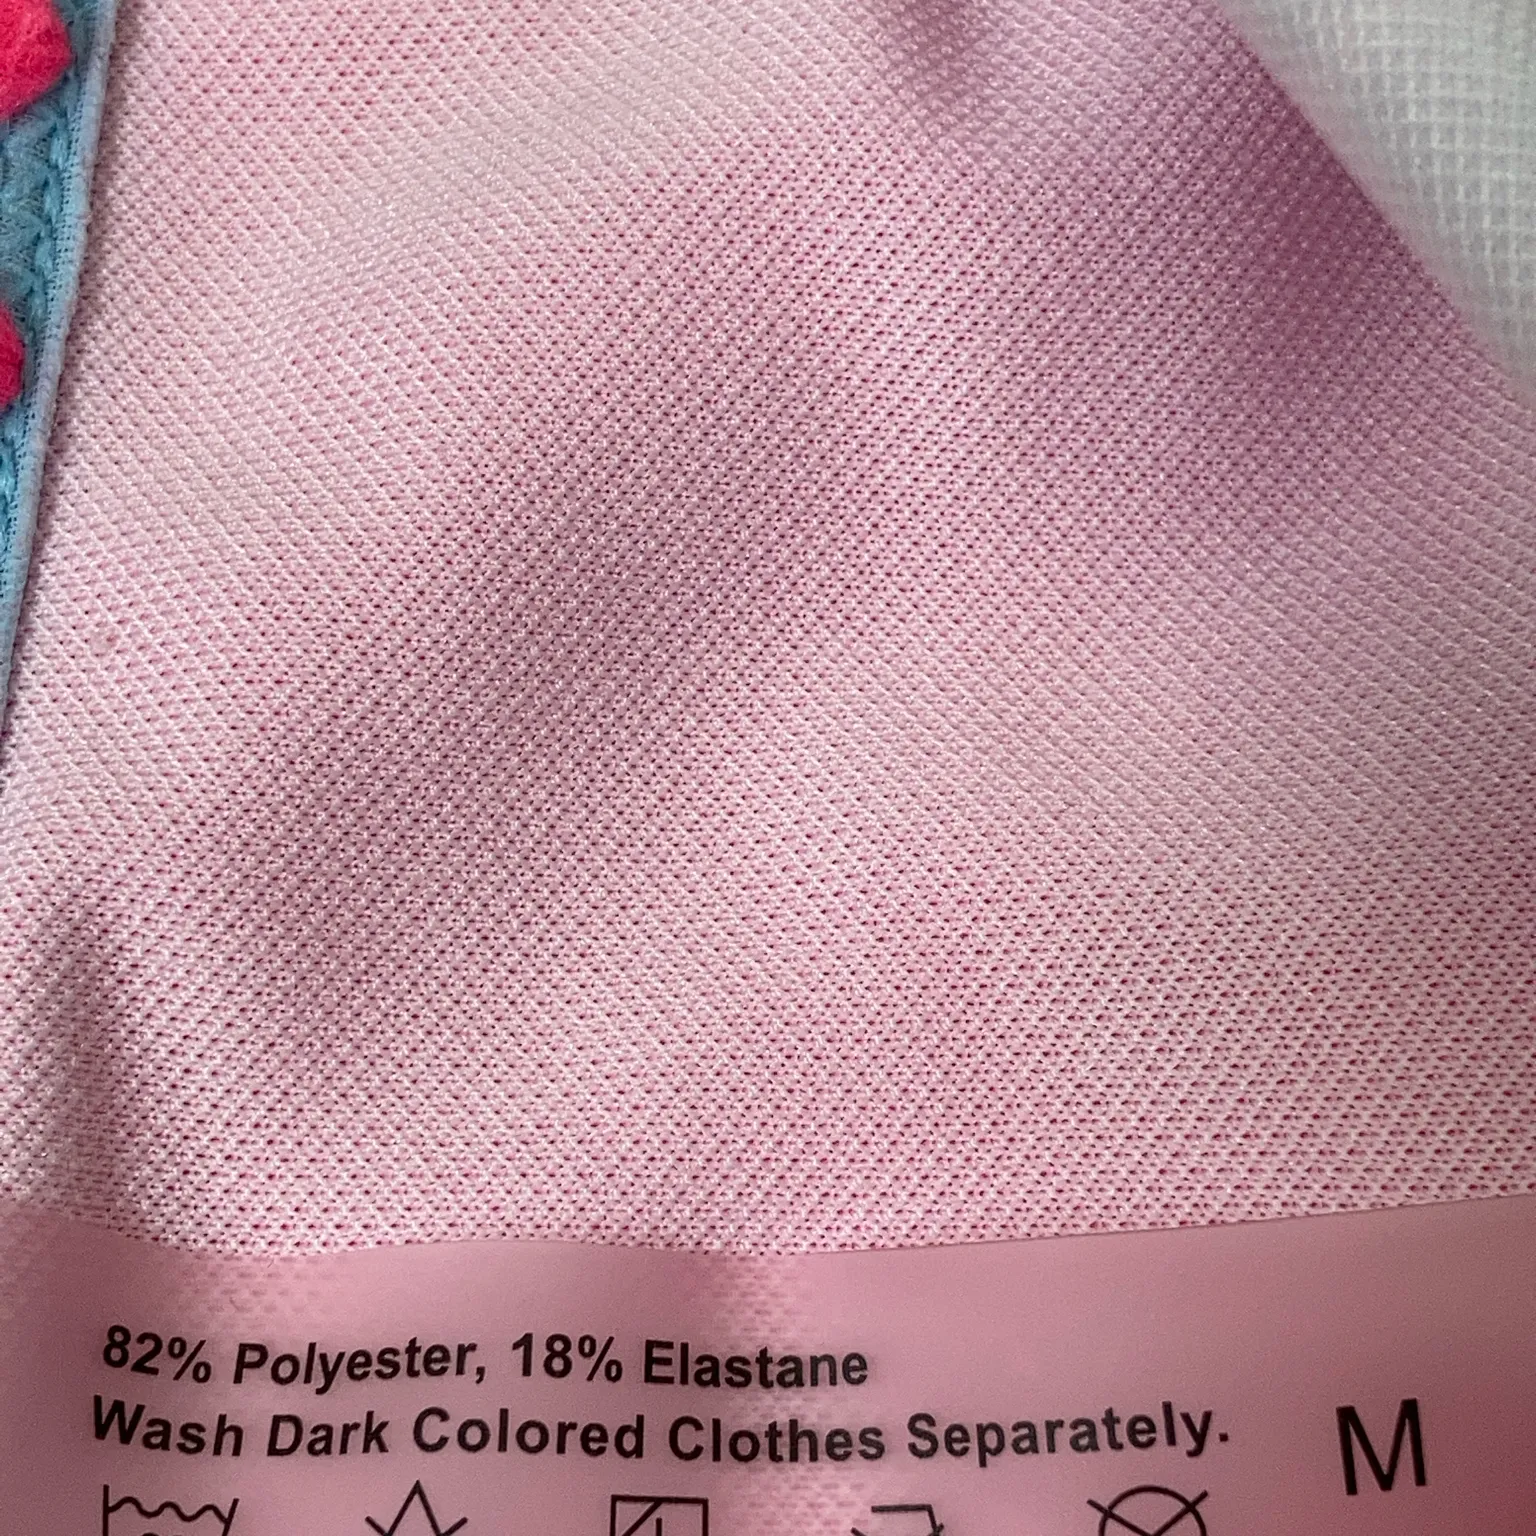 82% Polyester, 18% Elastane
Wash Dark Colored Clothes Separately.
M